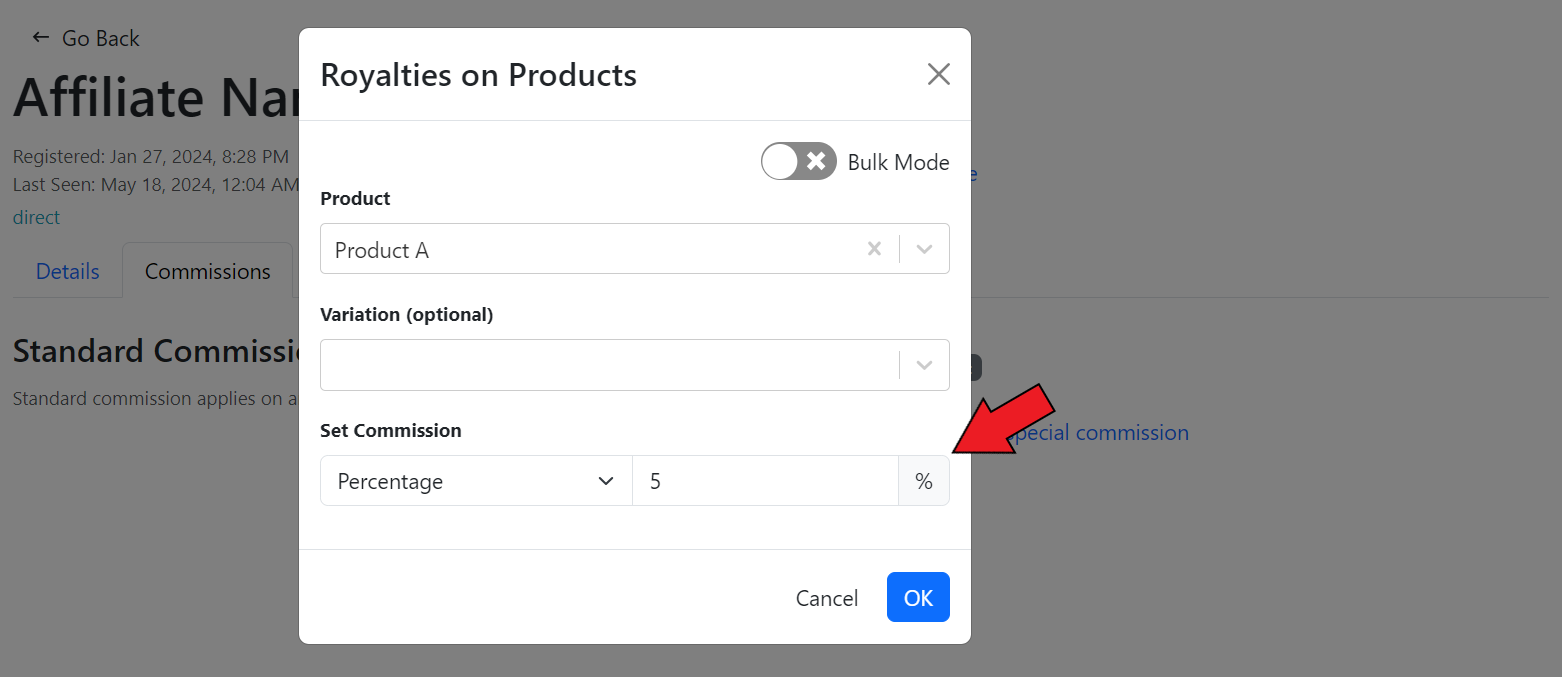 Go Back
Affiliate Nar
Registered: Jan 27, 2024, 8:28 PM
Last Seen: May 18, 2024, 12:04 AM
direct
Details
Commissions
Standard Commissi
Standard commission applies on a
Royalties on Products
Bulk Mode
Product
Product A
Variation (optional)
Set Commission
Percentage
5
%
Cancel
OK
e
special commission